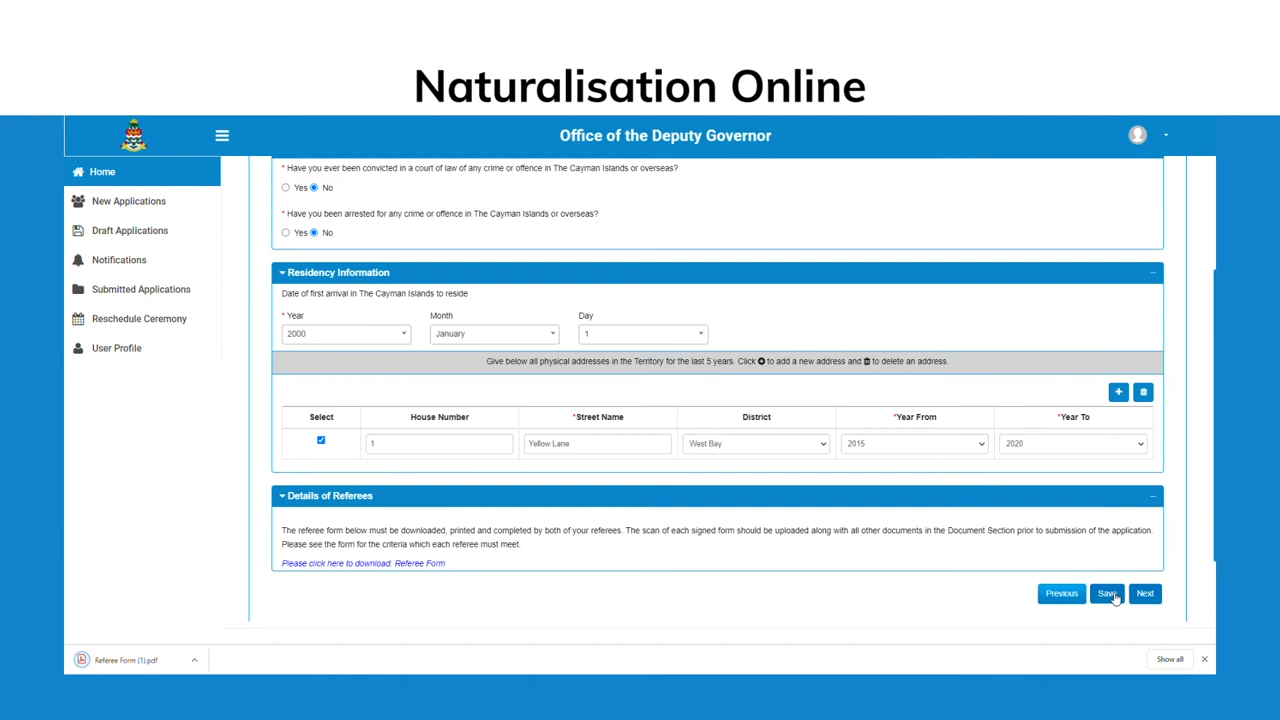 Naturalisation Online
Office of the Deputy Governor
Home
New Applications
Draft Applications
Notifications
Submitted Applications
Reschedule Ceremony
User Profile
* Have you ever been convicted in a court of law of any crime or offence in The Cayman Islands or overseas?
Yes No
* Have you been arrested for any crime or offence in The Cayman Islands or overseas?
Yes No
Residency Information
Date of first arrival in The Cayman Islands to reside
* Year Month Day
2000 January 1
Give below all physical addresses in the Territory for the last 5 years. Click to add a new address and to delete an address.
Select House Number *Street Name District *Year From *Year To
1 Yellow Lane West Bay 2015 2020
Details of Referees
The referee form below must be downloaded, printed and completed by both of your referees. The scan of each signed form should be uploaded along with all other documents in the Document Section prior to submission of the application.
Please see the form for the criteria which each referee must meet.
Please click here to download: Referee Form
Previous Save Next
Referee Form (1).pdf
Show all